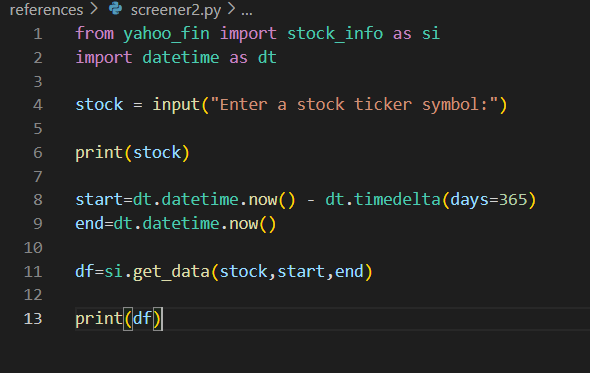 references > screener2.py > ...
1 from yahoo_fin import stock_info as si
2 import datetime as dt
3
4 stock = input("Enter a stock ticker symbol:")
5
6 print(stock)
7
8 start=dt.datetime.now() - dt.timedelta(days=365)
9 end=dt.datetime.now()
10
11 df=si.get_data(stock,start,end)
12
13 print(df)